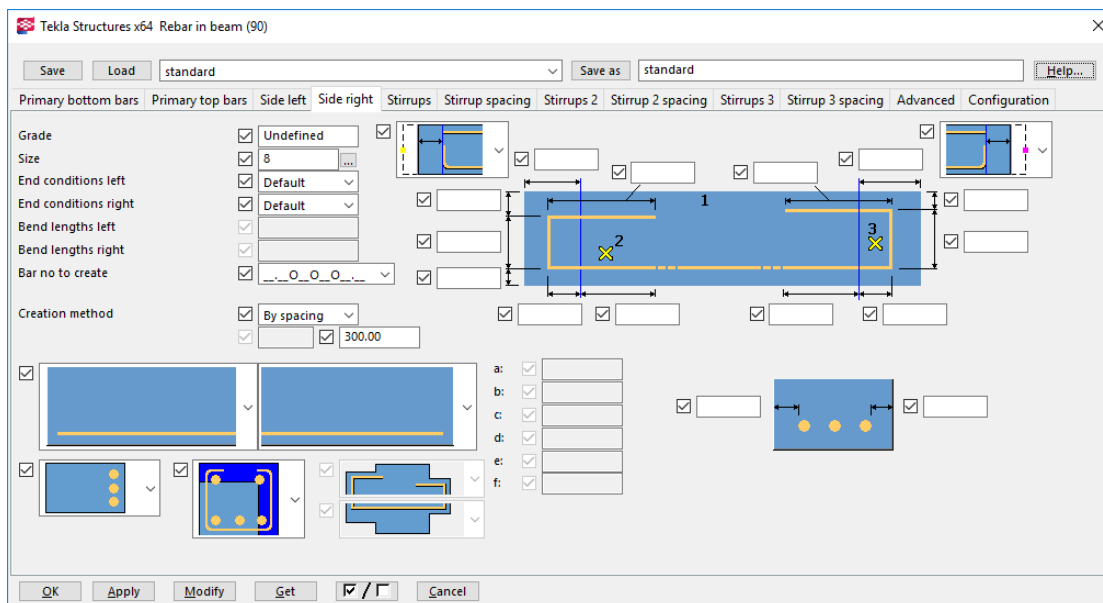 Tekla Structures x64 Rebar in beam (90)
Save Load standard Save as standard Help...
Primary bottom bars Primary top bars Side left Side right Stirrups Stirrup spacing Stirrups 2 Stirrup 2 spacing Stirrups 3 Stirrup 3 spacing Advanced Configuration
Grade Undefined
Size 8 ...
End conditions left Default
End conditions right Default
Bend lengths left
Bend lengths right
Bar no to create __.__O__O__O__.__
Creation method By spacing
300.00
1
2
3
a:
b:
c:
d:
e:
f:
OK Apply Modify Get / Cancel